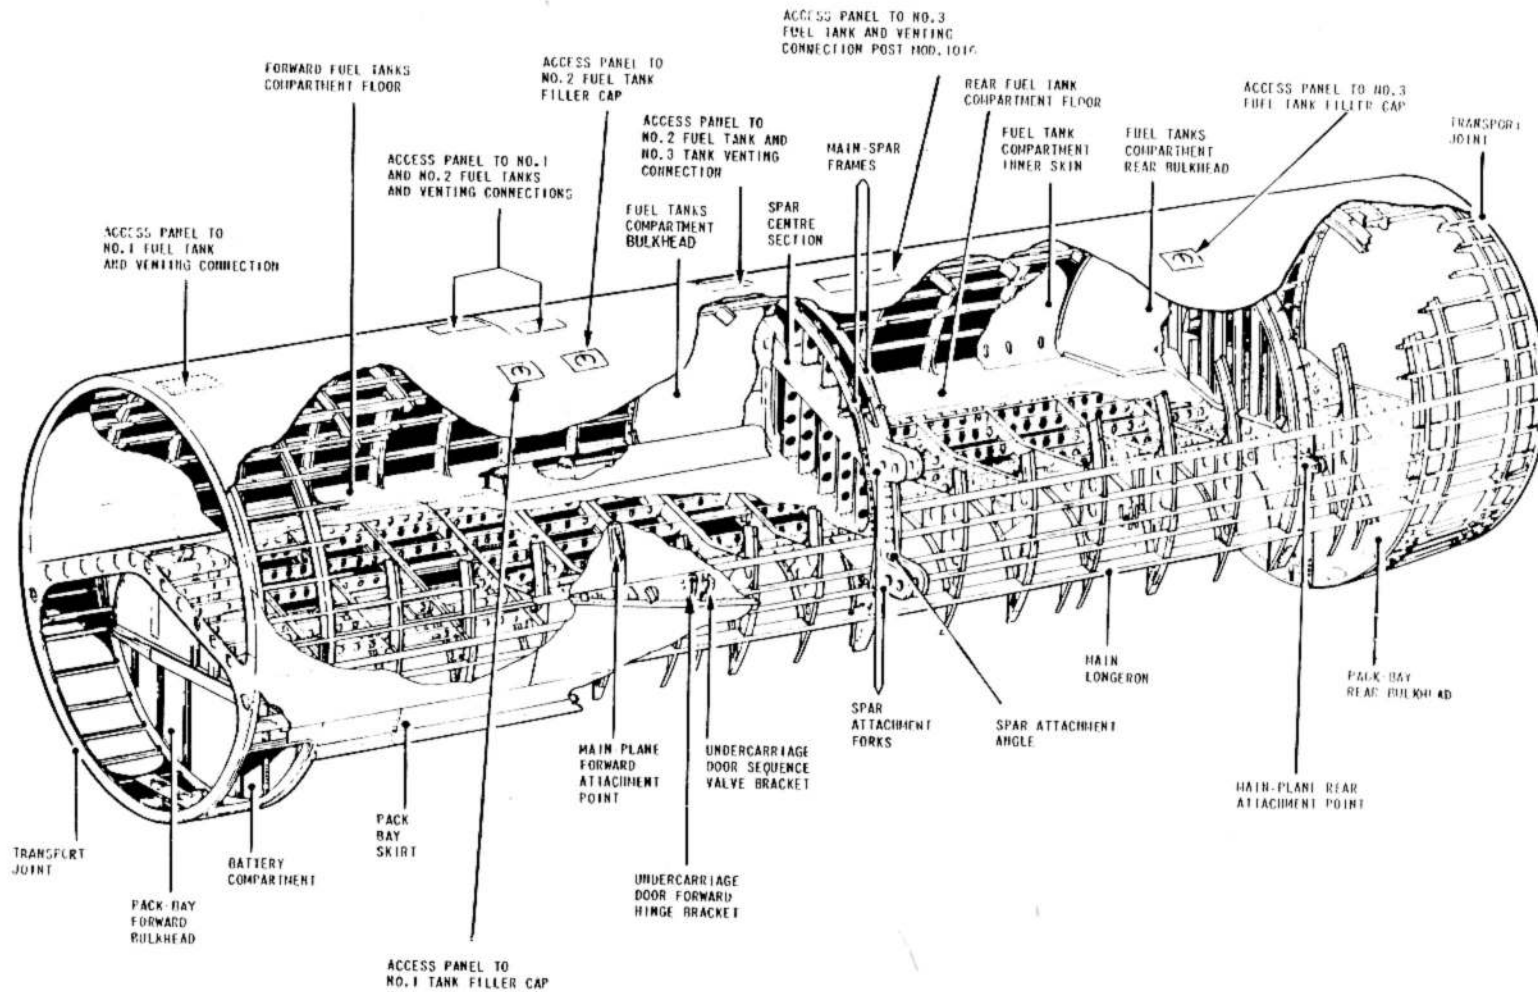 ACCESS PANEL TO NO.3
FUEL TANK AND VENTING
CONNECTION POST MOD.1016
FORWARD FUEL TANKS
COMPARTMENT FLOOR
ACCESS PANEL TO
NO.2 FUEL TANK
FILLER CAP
REAR FUEL TANK
COMPARTMENT FLOOR
ACCESS PANEL TO NO.3
FUEL TANK FILLER CAP
ACCESS PANEL TO
NO.2 FUEL TANK AND
NO.3 TANK VENTING
CONNECTION
MAIN-SPAR
FRAMES
FUEL TANK
COMPARTMENT
INNER SKIN
FUEL TANKS
COMPARTMENT
REAR BULKHEAD
TRANSPORT
JOINT
ACCESS PANEL TO NO.1
AND NO.2 FUEL TANKS
AND VENTING CONNECTIONS
FUEL TANKS
COMPARTMENT
BULKHEAD
SPAR
CENTRE
SECTION
ACCESS PANEL TO
NO.1 FUEL TANK
AND VENTING CONNECTION
MAIN
LONGERON
PACK-BAY
REAR BULKHEAD
SPAR
ATTACHMENT
FORKS
SPAR ATTACHMENT
ANGLE
MAIN-PLANE
FORWARD
ATTACHMENT
POINT
UNDERCARRIAGE
DOOR SEQUENCE
VALVE BRACKET
MAIN-PLANE REAR
ATTACHMENT POINT
PACK
BAY
SKIRT
TRANSPORT
JOINT
BATTERY
COMPARTMENT
UNDERCARRIAGE
DOOR FORWARD
HINGE BRACKET
PACK-BAY
FORWARD
BULKHEAD
ACCESS PANEL TO
NO.1 TANK FILLER CAP